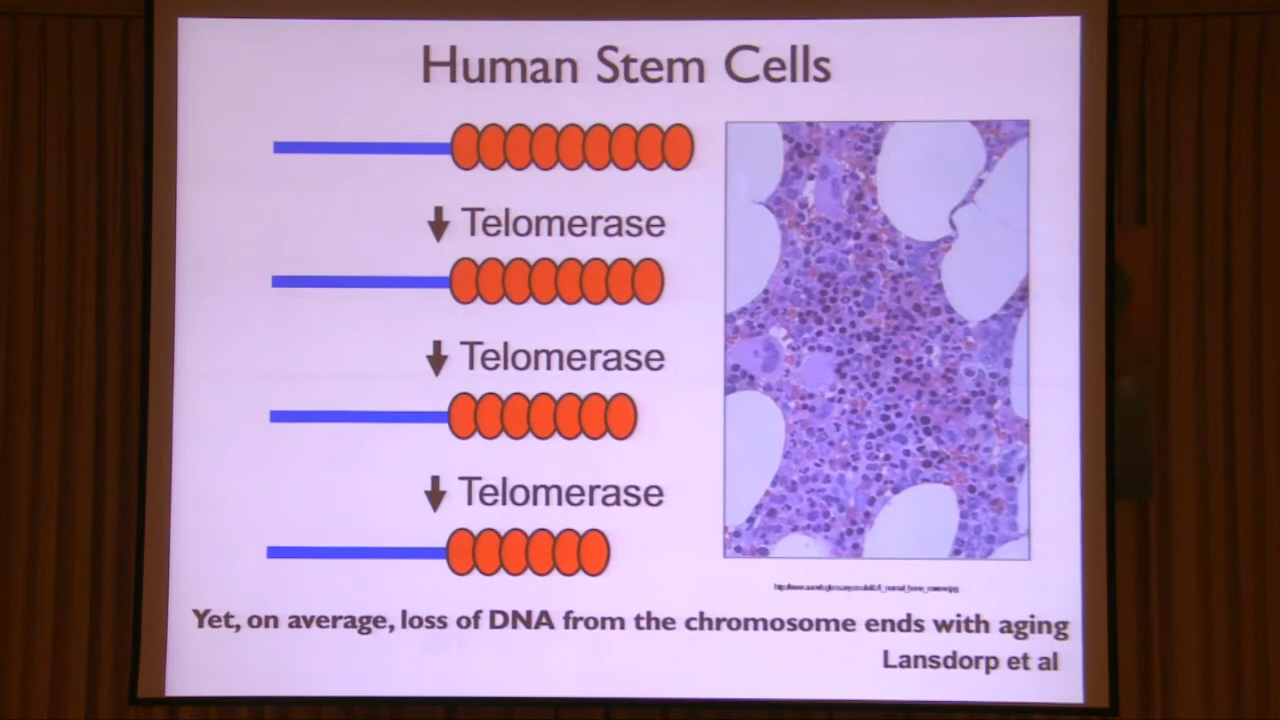 Human Stem Cells
Telomerase
Telomerase
Telomerase
Yet, on average, loss of DNA from the chromosome ends with aging
Lansdorp et al